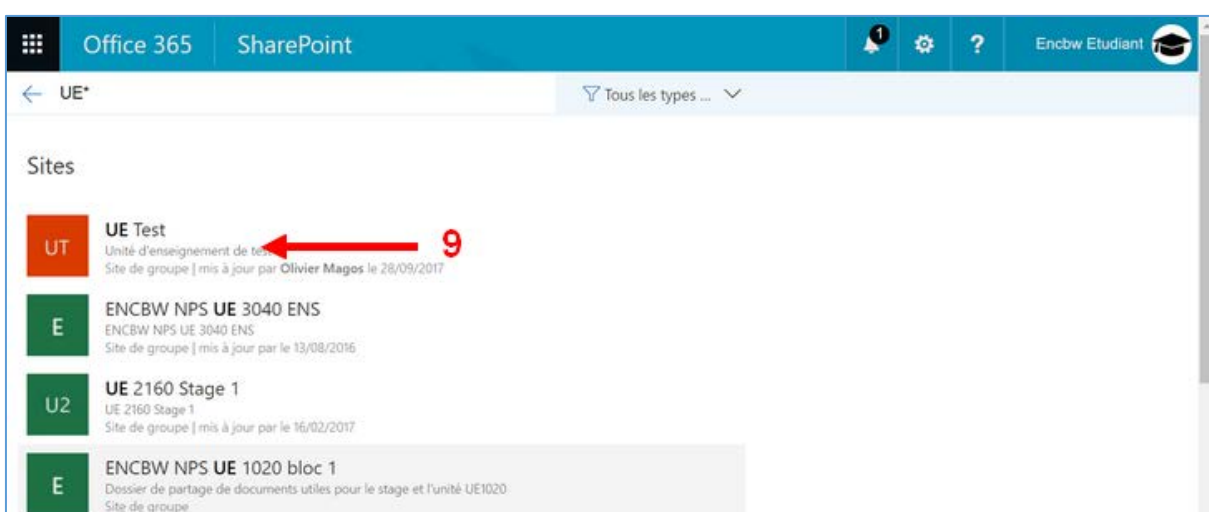 Office 365 SharePoint 1 ? Encbw Etudiant
UE* Tous les types ...
Sites
UT
UE Test
Unité d'enseignement de test
9
Site de groupe | mis à jour par Olivier Magos le 28/09/2017
E
ENCBW NPS UE 3040 ENS
ENCBW NPS UE 3040 ENS
Site de groupe | mis à jour par le 13/08/2016
U2
UE 2160 Stage 1
UE 2160 Stage 1
Site de groupe | mis à jour par le 16/02/2017
E
ENCBW NPS UE 1020 bloc 1
Dossier de partage de documents utiles pour le stage et l'unité UE1020
Site de groupe